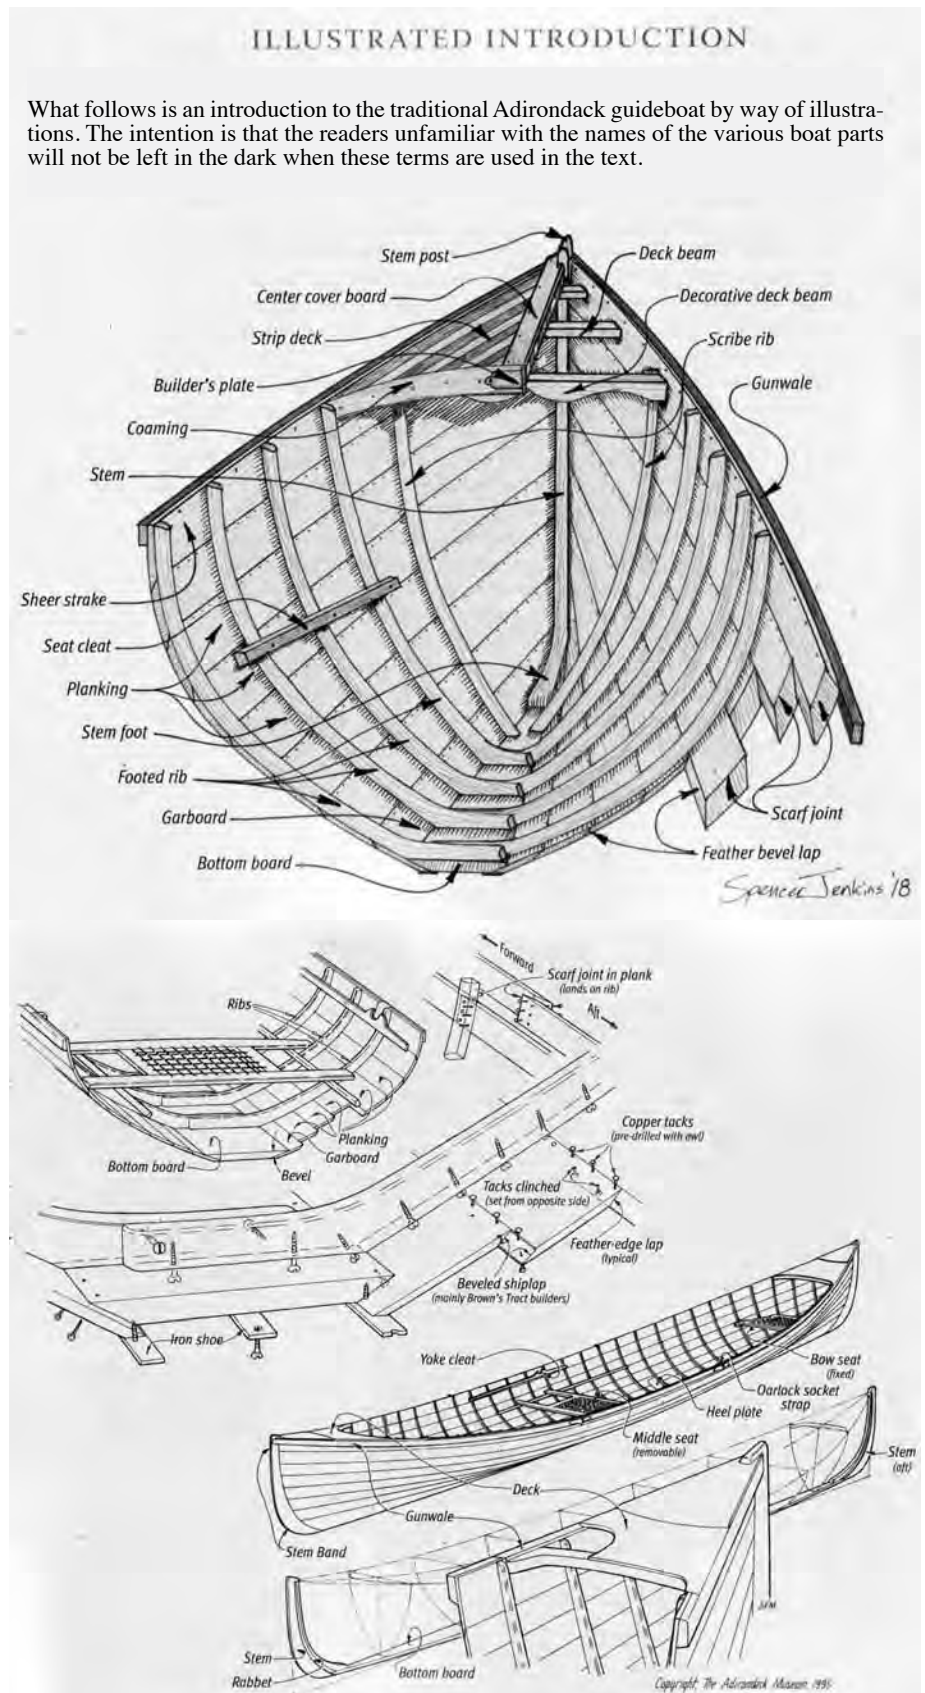 ILLUSTRATED INTRODUCTION
What follows is an introduction to the traditional Adirondack guideboat by way of illustra-
tions. The intention is that the readers unfamiliar with the names of the various boat parts
will not be left in the dark when these terms are used in the text.
Stem post
Deck beam
Center cover board
Decorative deck beam
Strip deck
Scribe rib
Builder's plate
Gunwale
Coaming
Stem
Sheer strake
Seat cleat
Planking
Stem foot
Footed rib
Garboard
Scarf joint
Bottom board
Feather bevel lap
Spencer Jenkins '18
Forward
Scarf joint in plank
(lands on rib)
Aft
Ribs
Copper tacks
(pre-drilled with awl)
Planking
Garboard
Bottom board
Bevel
Tacks clinched
(set from opposite side)
Feather-edge lap
(typical)
Beveled shiplap
(mainly Brown's Tract builders)
Iron shoe
Yoke cleat
Bow seat
(fixed)
Oarlock socket
strap
Heel plate
Middle seat
(removable)
Stem
(aft)
Deck
Gunwale
Stem Band
Stem
Rabbet
Bottom board
Copyright, The Adirondack Museum 1995